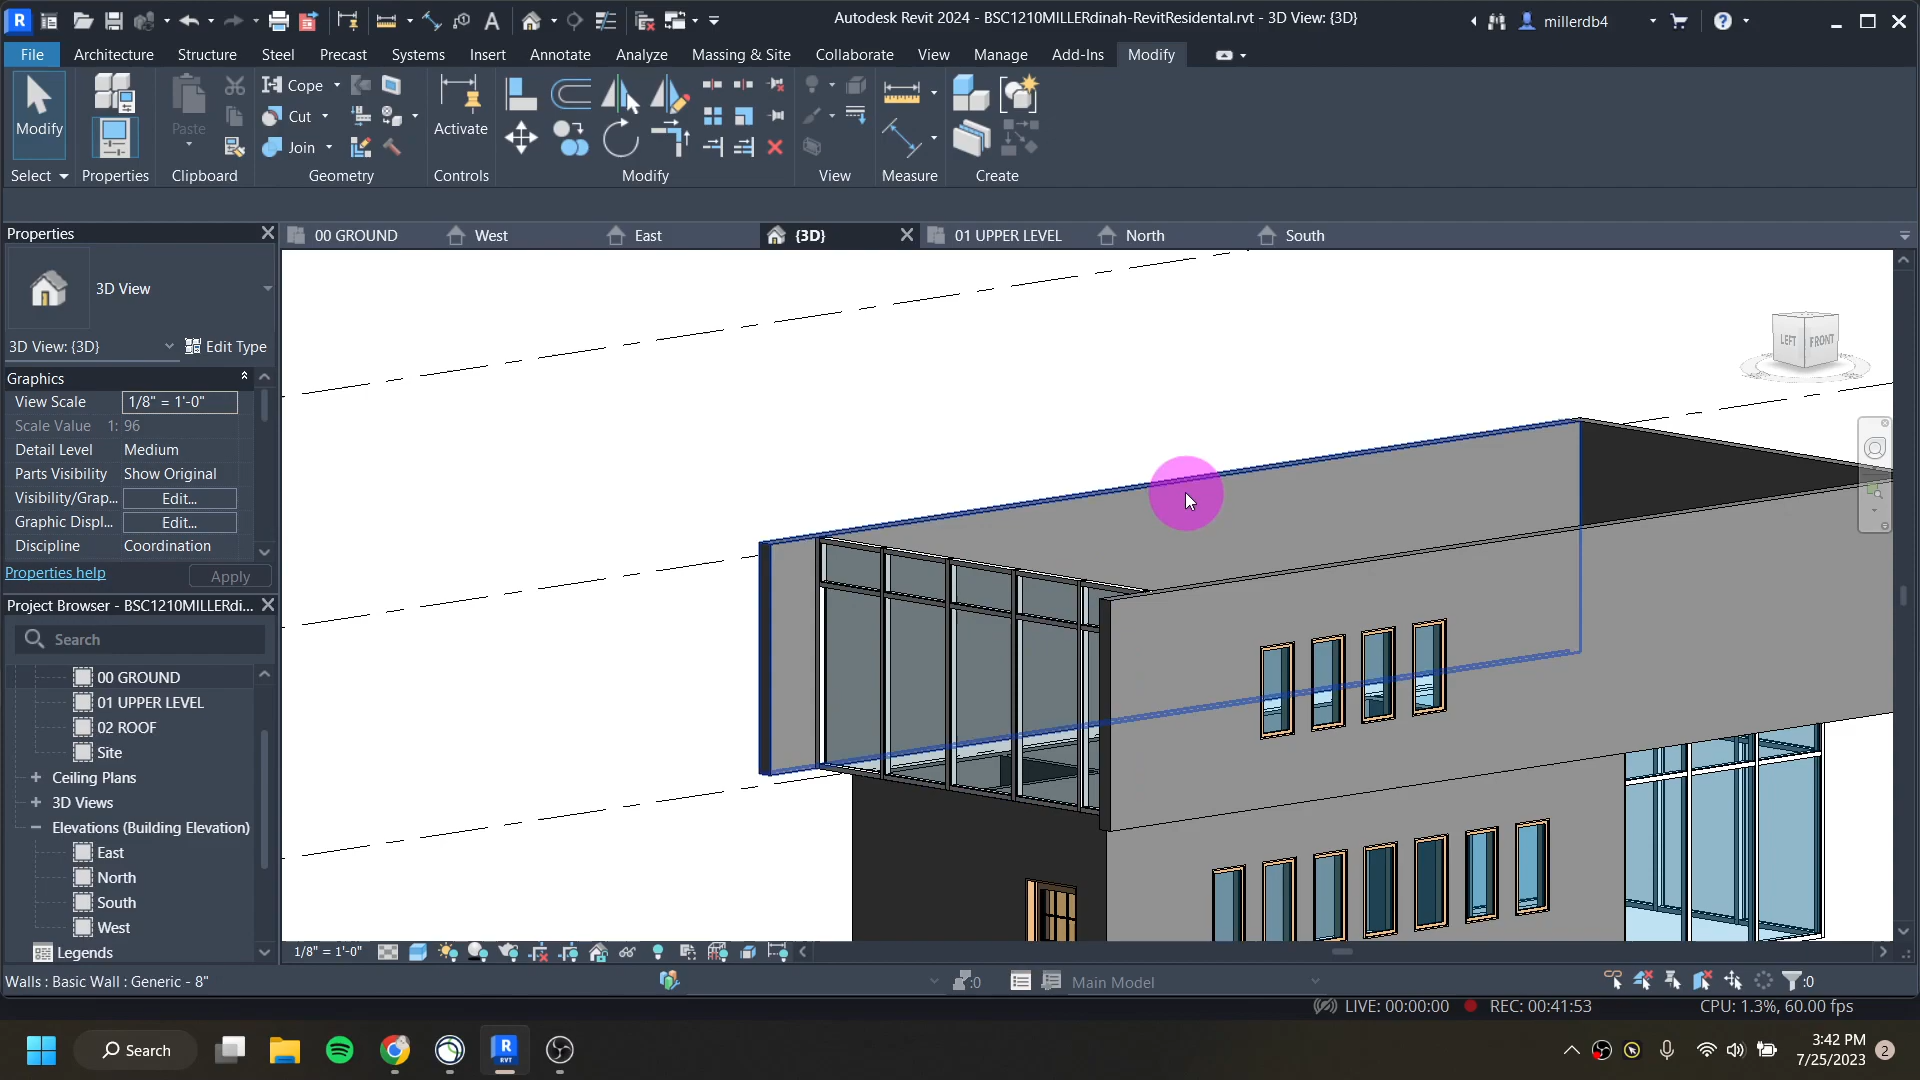 Autodesk Revit 2024 - BSC1210MILLERdinah-RevitResidental.rvt - 3D View: {3D}
millerdb4
File Architecture Structure Steel Precast Systems Insert Annotate Analyze Massing & Site Collaborate View Manage Add-Ins Modify
Modify Paste Cope Activate
Cut
Join
Select Properties Clipboard Geometry Controls Modify View Measure Create
Properties
00 GROUND West East {3D} 01 UPPER LEVEL North South
3D View
3D View: {3D} Edit Type
Graphics
View Scale 1/8" = 1'-0"
Scale Value 1: 96
Detail Level Medium
Parts Visibility Show Original
Visibility/Grap... Edit...
Graphic Displ... Edit...
Discipline Coordination
Properties help Apply
LEFT FRONT
Project Browser - BSC1210MILLERdi...
Search
00 GROUND
01 UPPER LEVEL
02 ROOF
Site
Ceiling Plans
3D Views
Elevations (Building Elevation)
East
North
South
West
Legends
1/8" = 1'-0"
Walls : Basic Wall : Generic - 8" :0 Main Model :0
LIVE: 00:00:00 REC: 00:41:53 CPU: 1.3%, 60.00 fps
Search
R RVT
3:42 PM
7/25/2023 2